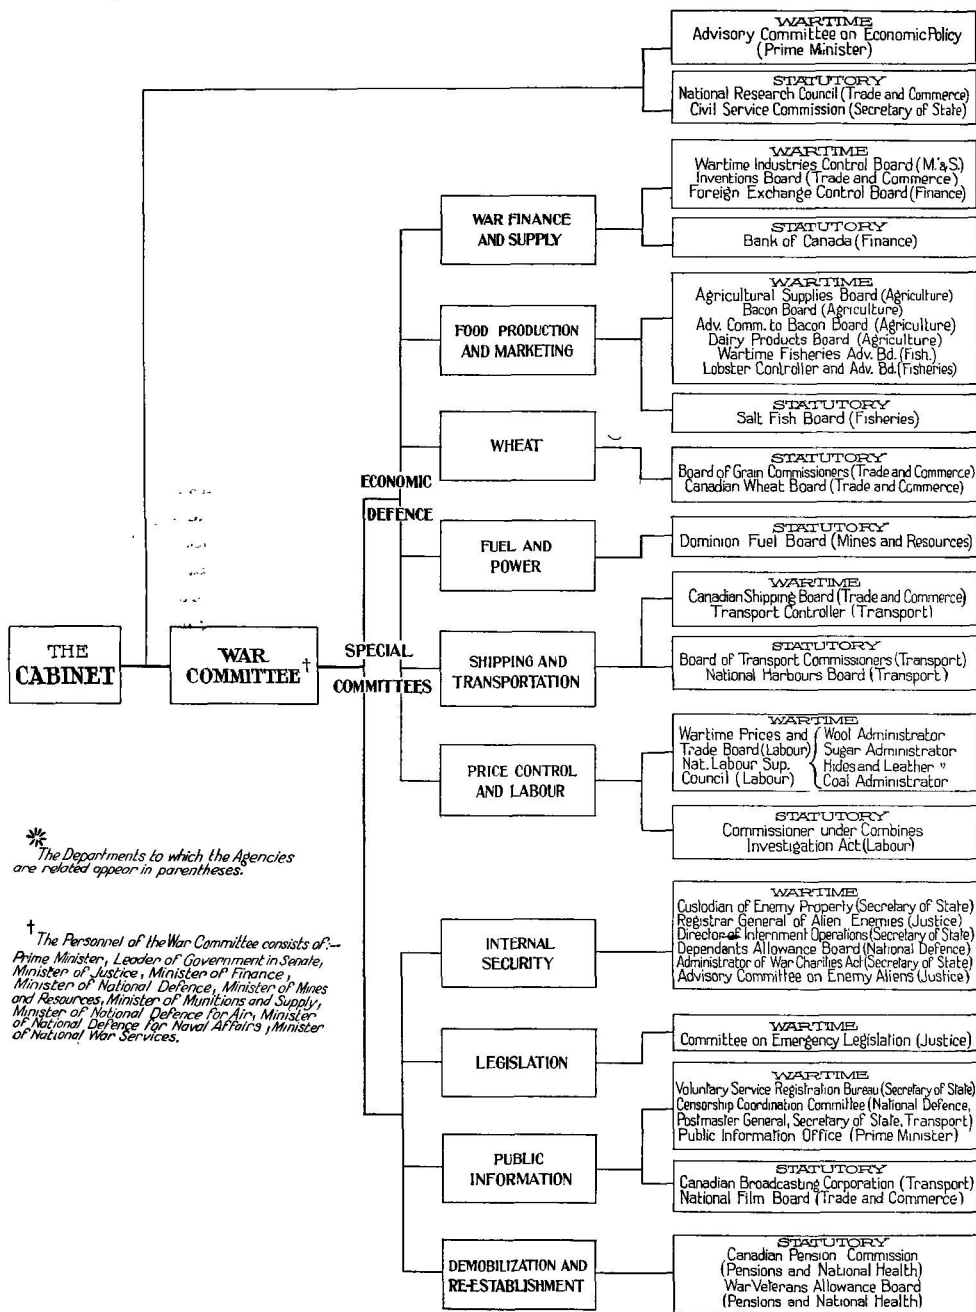 WARTIME
Advisory Committee on Economic Policy
(Prime Minister)
STATUTORY
National Research Council (Trade and Commerce)
Civil Service Commission (Secretary of State)
WARTIME
Wartime Industries Control Board (M.&S.)
Inventions Board (Trade and Commerce)
Foreign Exchange Control Board (Finance)
WAR FINANCE
AND SUPPLY
STATUTORY
Bank of Canada (Finance)
WARTIME
Agricultural Supplies Board (Agriculture)
Bacon Board (Agriculture)
Adv. Comm. to Bacon Board (Agriculture)
Dairy Products Board (Agriculture)
Wartime Fisheries Adv. Bd. (Fish.)
Lobster Controller and Adv. Bd. (Fisheries)
FOOD PRODUCTION
AND MARKETING
STATUTORY
Salt Fish Board (Fisheries)
WHEAT
STATUTORY
Board of Grain Commissioners (Trade and Commerce)
Canadian Wheat Board (Trade and Commerce)
ECONOMIC
DEFENCE
FUEL AND
POWER
STATUTORY
Dominion Fuel Board (Mines and Resources)
WARTIME
Canadian Shipping Board (Trade and Commerce)
Transport Controller (Transport)
THE
CABINET
WAR
COMMITTEE †
SPECIAL
COMMITTEES
SHIPPING AND
TRANSPORTATION
STATUTORY
Board of Transport Commissioners (Transport)
National Harbours Board (Transport)
PRICE CONTROL
AND LABOUR
WARTIME
Wartime Prices and
Trade Board (Labour)
Nat. Labour Sup.
Council (Labour)
Wool Administrator
Sugar Administrator
Hides and Leather "
Coal Administrator
STATUTORY
Commissioner under Combines
Investigation Act (Labour)
* The Departments to which the Agencies
are related appear in parentheses.
† The Personnel of the War Committee consists of:—
Prime Minister, Leader of Government in Senate,
Minister of Justice, Minister of Finance,
Minister of National Defence, Minister of Mines
and Resources, Minister of Munitions and Supply,
Minister of National Defence for Air, Minister
of National Defence for Naval Affairs, Minister
of National War Services.
INTERNAL
SECURITY
WARTIME
Custodian of Enemy Property (Secretary of State)
Registrar General of Alien Enemies (Justice)
Director of Internment Operations (Secretary of State)
Dependants Allowance Board (National Defence)
Administrator of War Charities Act (Secretary of State)
Advisory Committee on Enemy Aliens (Justice)
LEGISLATION
WARTIME
Committee on Emergency Legislation (Justice)
PUBLIC
INFORMATION
WARTIME
Voluntary Service Registration Bureau (Secretary of State)
Censorship Coordination Committee (National Defence,
Postmaster General, Secretary of State, Transport)
Public Information Office (Prime Minister)
STATUTORY
Canadian Broadcasting Corporation (Transport)
National Film Board (Trade and Commerce)
DEMOBILIZATION AND
RE-ESTABLISHMENT
STATUTORY
Canadian Pension Commission
(Pensions and National Health)
War Veterans Allowance Board
(Pensions and National Health)